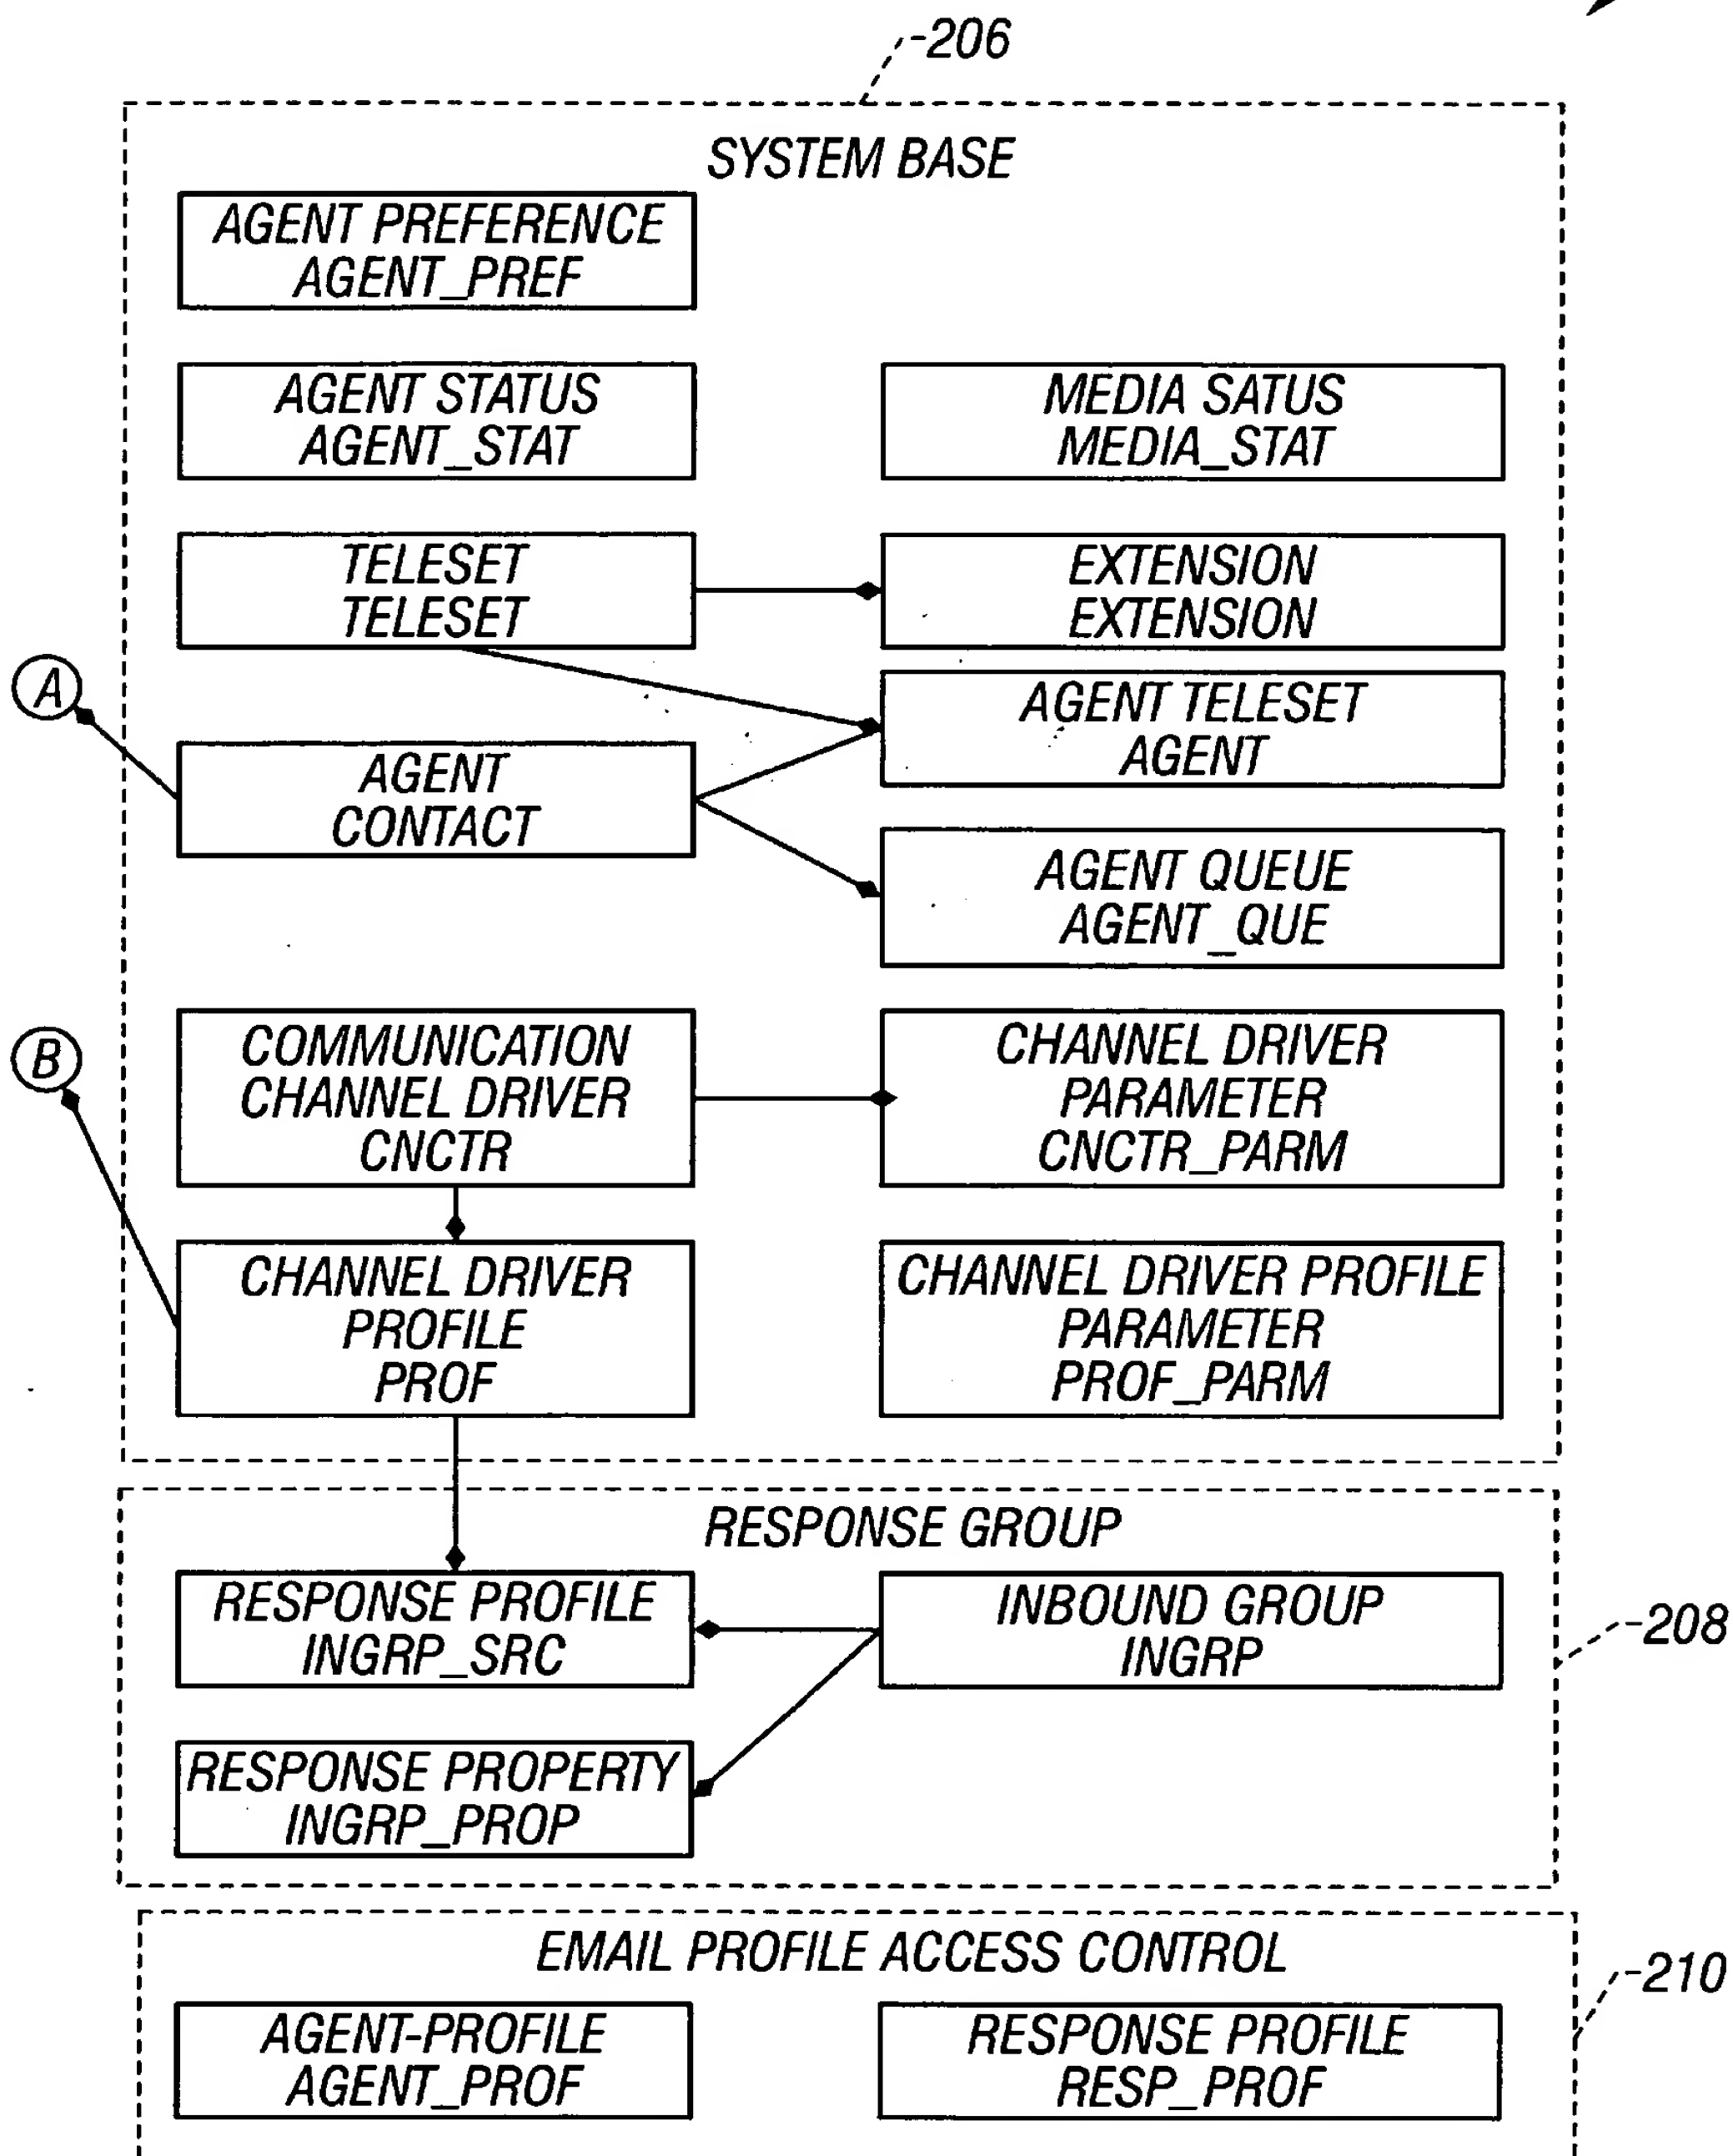 206
SYSTEM BASE
AGENT PREFERENCE
AGENT_PREF
AGENT STATUS
AGENT_STAT
MEDIA SATUS
MEDIA_STAT
TELESET
TELESET
EXTENSION
EXTENSION
A
AGENT TELESET
AGENT
AGENT
CONTACT
AGENT QUEUE
AGENT_QUE
B
COMMUNICATION
CHANNEL DRIVER
CNCTR
CHANNEL DRIVER
PARAMETER
CNCTR_PARM
CHANNEL DRIVER
PROFILE
PROF
CHANNEL DRIVER PROFILE
PARAMETER
PROF_PARM
RESPONSE GROUP
RESPONSE PROFILE
INGRP_SRC
INBOUND GROUP
INGRP
208
RESPONSE PROPERTY
INGRP_PROP
EMAIL PROFILE ACCESS CONTROL
210
AGENT-PROFILE
AGENT_PROF
RESPONSE PROFILE
RESP_PROF